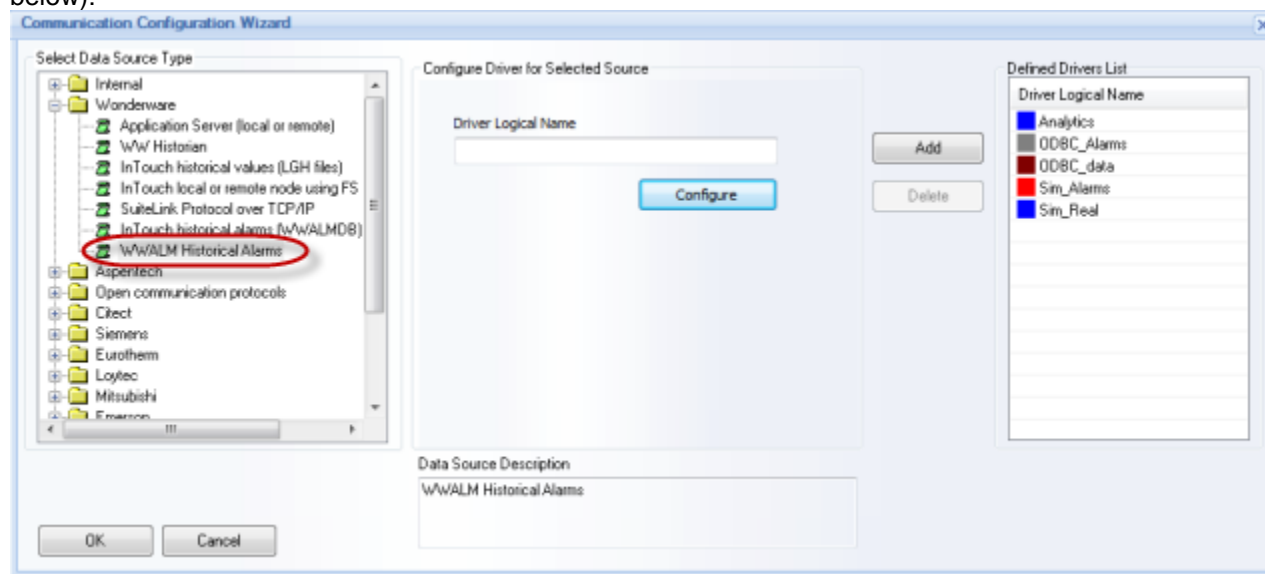 below):
Communication Configuration Wizard
Select Data Source Type
Internal
Wonderware
Application Server (local or remote)
WW Historian
InTouch historical values (LGH files)
InTouch local or remote node using FS
SuiteLink Protocol over TCP/IP
InTouch historical alarms (WWALMDB)
WWALM Historical Alarms
Aspentech
Open communication protocols
Citect
Siemens
Eurotherm
Loytec
Mitsubishi
Emerson
OK
Cancel
Configure Driver for Selected Source
Driver Logical Name
Configure
Data Source Description
WWALM Historical Alarms
Add
Delete
Defined Drivers List
Driver Logical Name
Analytics
ODBC_Alarms
ODBC_data
Sim_Alarms
Sim_Real